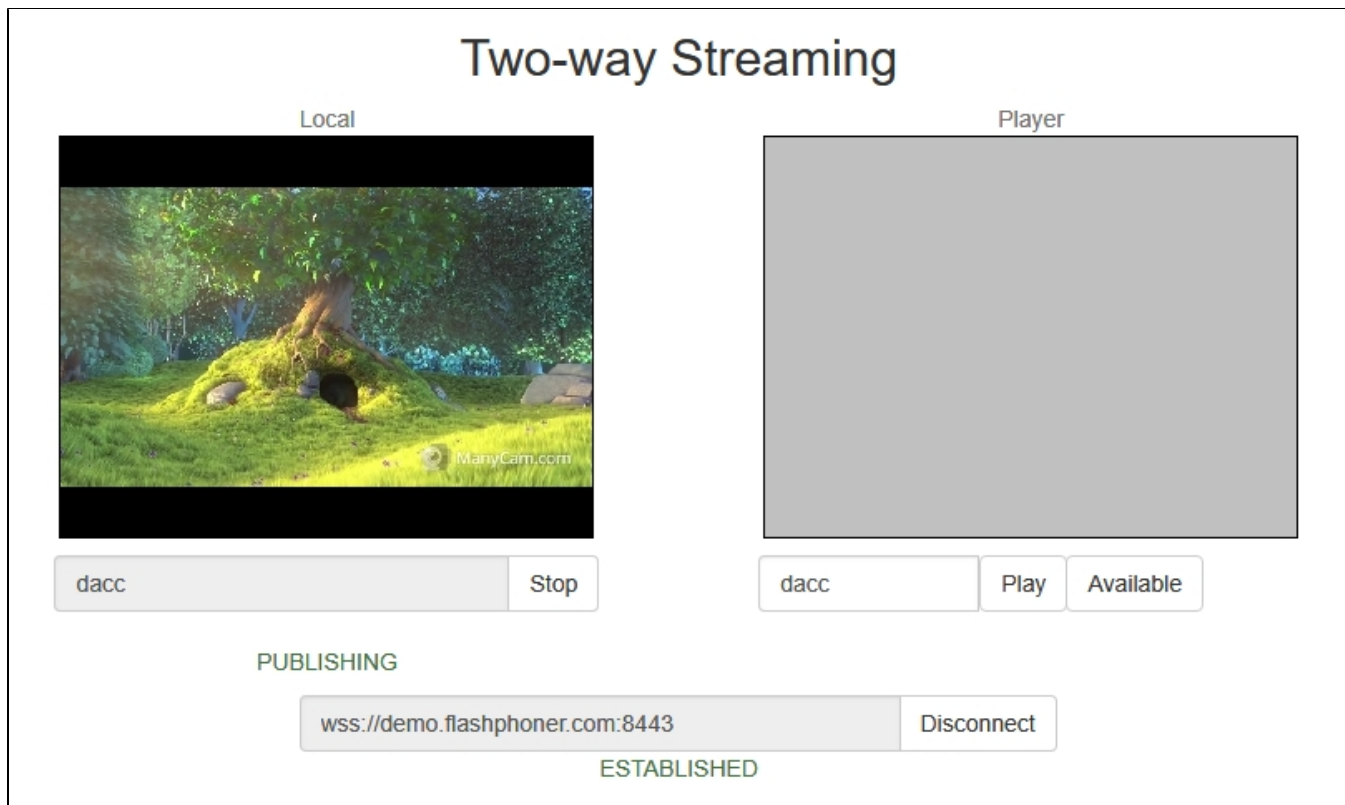 Two-way Streaming
Local
Player
ManyCam.com
dacc
Stop
dacc
Play
Available
PUBLISHING
wss://demo.flashphoner.com:8443
Disconnect
ESTABLISHED